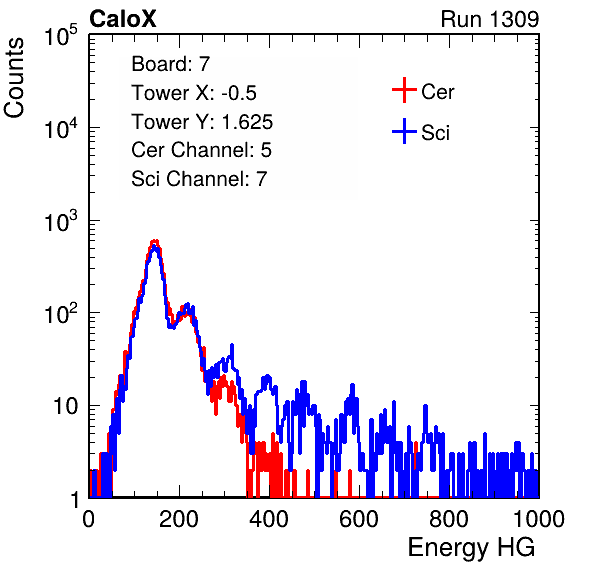 CaloX Run 1309
Counts
Board: 7
Tower X: -0.5
Tower Y: 1.625
Cer Channel: 5
Sci Channel: 7
Cer
Sci
10^5
10^4
10^3
10^2
10
1
0 200 400 600 800 1000
Energy HG